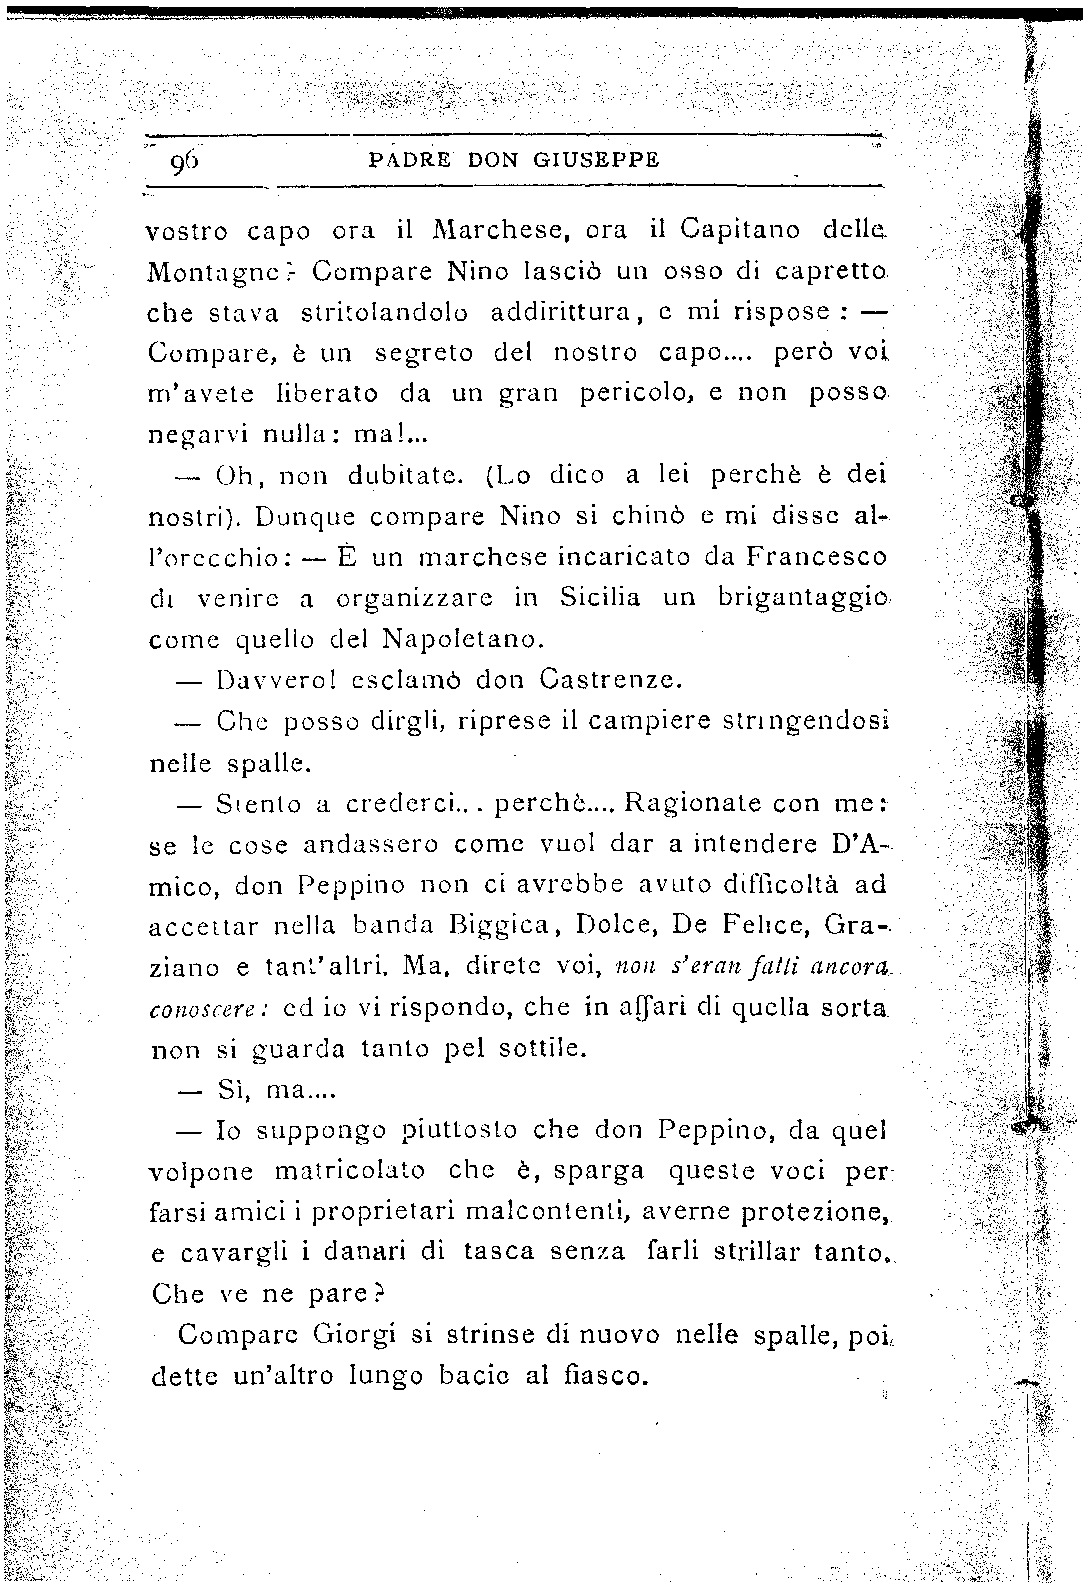 96 PADRE DON GIUSEPPE
vostro capo ora il Marchese, ora il Capitano delle
Montagne? Compare Nino lasciò un osso di capretto
che stava stritolandolo addirittura, e mi rispose : —
Compare, è un segreto del nostro capo.... però voi
m'avete liberato da un gran pericolo, e non posso
negarvi nulla: ma!...
— Oh, non dubitate. (Lo dico a lei perchè è dei
nostri). Dunque compare Nino si chinò e mi disse al-
l'orecchio: — È un marchese incaricato da Francesco
di venire a organizzare in Sicilia un brigantaggio
come quello del Napoletano.
— Davvero! esclamò don Castrenze.
— Che posso dirgli, riprese il campiere stringendosi
nelle spalle.
— Stento a crederci... perchè.... Ragionate con me:
se le cose andassero come vuol dar a intendere D'A-
mico, don Peppino non ci avrebbe avuto difficoltà ad
accettar nella banda Biggica, Dolce, De Felice, Gra-
ziano e tant'altri. Ma, direte voi, non s'eran fatti ancora
conoscere: ed io vi rispondo, che in affari di quella sorta
non si guarda tanto pel sottile.
— Sì, ma....
— Io suppongo piuttosto che don Peppino, da quel
volpone matricolato che è, sparga queste voci per
farsi amici i proprietari malcontenti, averne protezione,
e cavargli i danari di tasca senza farli strillar tanto.
Che ve ne pare?
Compare Giorgi si strinse di nuovo nelle spalle, poi
dette un'altro lungo bacio al fiasco.